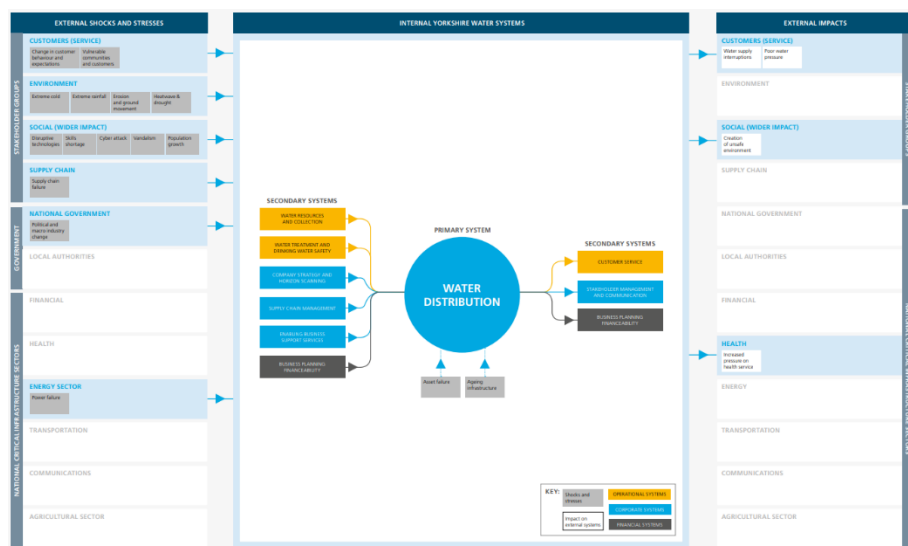 EXTERNAL SHOCKS AND STRESSES
STAKEHOLDER GROUPS
CUSTOMERS (SERVICE)
Change in customer
behaviour and
expectations
Vulnerable
communities
and customers
ENVIRONMENT
Extreme cold
Extreme rainfall
Erosion
and ground
movement
Heatwave &
drought
SOCIAL (WIDER IMPACT)
Disruptive
technologies
Skills
shortage
Cyber attack
Vandalism
Population
growth
SUPPLY CHAIN
Supply chain
failure
GOVERNMENT
NATIONAL GOVERNMENT
Political and
macro industry
change
LOCAL AUTHORITIES
NATIONAL CRITICAL INFRASTRUCTURE SECTORS
FINANCIAL
HEALTH
ENERGY SECTOR
Power failure
TRANSPORTATION
COMMUNICATIONS
AGRICULTURAL SECTOR
INTERNAL YORKSHIRE WATER SYSTEMS
SECONDARY SYSTEMS
WATER RESOURCES
AND COLLECTION
WATER TREATMENT AND
DRINKING WATER SAFETY
COMPANY STRATEGY AND
HORIZON SCANNING
SUPPLY CHAIN MANAGEMENT
ENABLING BUSINESS
SUPPORT SERVICES
BUSINESS PLANNING
FINANCEABILITY
PRIMARY SYSTEM
WATER
DISTRIBUTION
Asset failure
Ageing
infrastructure
SECONDARY SYSTEMS
CUSTOMER SERVICE
STAKEHOLDER MANAGEMENT
AND COMMUNICATION
BUSINESS PLANNING
FINANCEABILITY
KEY:
Shocks and
stresses
Impact on
external systems
OPERATIONAL SYSTEMS
CORPORATE SYSTEMS
FINANCIAL SYSTEMS
EXTERNAL IMPACTS
CUSTOMERS (SERVICE)
Water supply
interruptions
Poor water
pressure
ENVIRONMENT
SOCIAL (WIDER IMPACT)
Creation
of unsafe
environment
SUPPLY CHAIN
NATIONAL GOVERNMENT
LOCAL AUTHORITIES
FINANCIAL
HEALTH
Increased
pressure on
health service
ENERGY
TRANSPORTATION
COMMUNICATIONS
AGRICULTURAL SECTOR